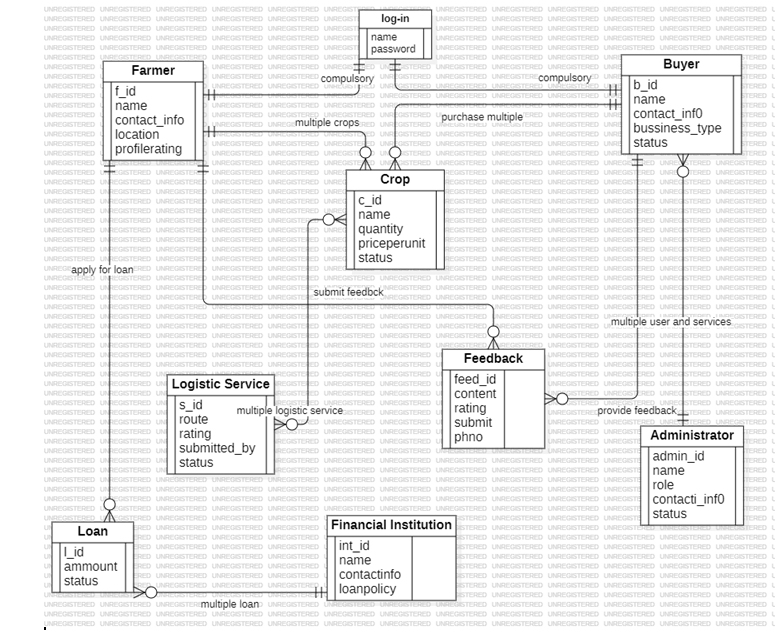 log-in
name
password
Farmer
f_id
name
contact_info
location
profilerating
compulsory
compulsory
Buyer
b_id
name
contact_inf0
bussiness_type
status
multiple crops
purchase multiple
Crop
c_id
name
quantity
priceperunit
status
apply for loan
submit feedbck
multiple user and services
Feedback
feed_id
content
rating
submit
phno
Logistic Service
s_id
route
rating
submitted_by
status
multiple logistic service
provide feedback
Administrator
admin_id
name
role
contacti_inf0
status
Loan
l_id
ammount
status
Financial Institution
int_id
name
contactinfo
loanpolicy
multiple loan
UNREGISTERED